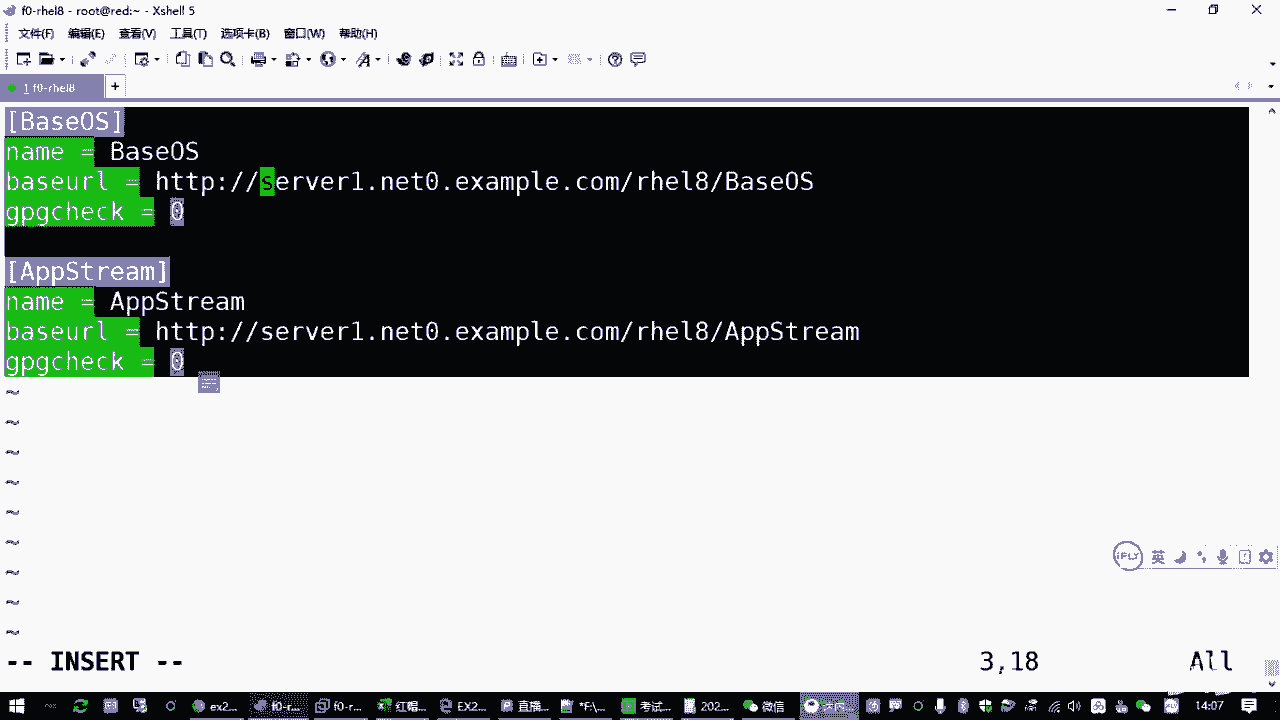 f0-rhel8 - root@red:~ - Xshell 5
文件(F) 编辑(E) 查看(V) 工具(T) 选项卡(B) 窗口(W) 帮助(H)
1 f0-rhel8
[BaseOS]
name = BaseOS
baseurl = http://server1.net0.example.com/rhel8/BaseOS
gpgcheck = 0
[AppStream]
name = AppStream
baseurl = http://server1.net0.example.com/rhel8/AppStream
gpgcheck = 0
~
~
~
~
~
~
~
~
~
iFLY 英
-- INSERT -- 3,18 All
ex2... f0-r... f0-r... 红帽... EX2... 直播... *F:\... 考试... 202... 微信 14:07